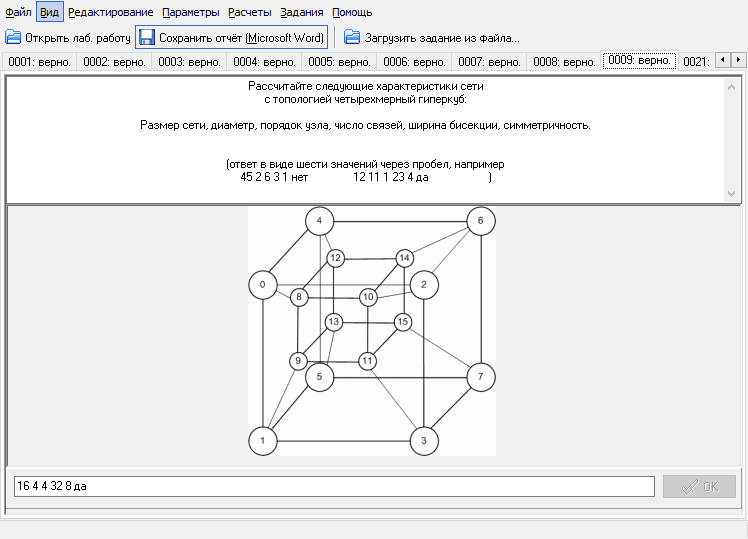 Файл Вид Редактирование Параметры Расчеты Задания Помощь
Открыть лаб. работу Сохранить отчёт (Microsoft Word) Загрузить задание из файла...
0001: верно. 0002: верно. 0003: верно. 0004: верно. 0005: верно. 0006: верно. 0007: верно. 0008: верно. 0009: верно. 0021:
Рассчитайте следующие характеристики сети
с топологией четырехмерный гиперкуб:
Размер сети, диаметр, порядок узла, число связей, ширина бисекции, симметричность.
(ответ в виде шести значений через пробел, например
45 2 6 3 1 нет 12 11 1 23 4 да )
4 6
12 14
0 2
8 10
13 15
9 11
5 7
1 3
16 4 4 32 8 да OK